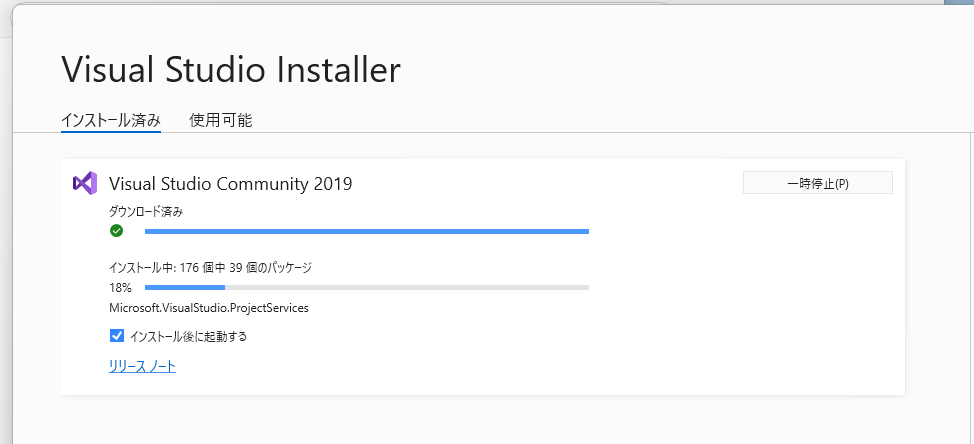 Visual Studio Installer
インストール済み 使用可能
Visual Studio Community 2019 一時停止(P)
ダウンロード済み
インストール中: 176 個中 39 個のパッケージ
18%
Microsoft.VisualStudio.ProjectServices
インストール後に起動する
リリース ノート